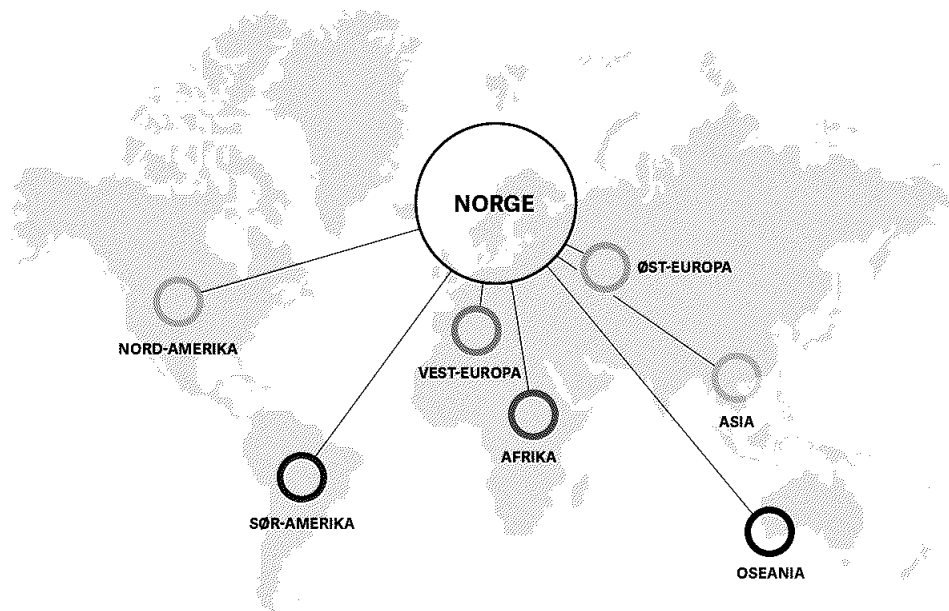 NORGE
ØST-EUROPA
NORD-AMERIKA
VEST-EUROPA
ASIA
AFRIKA
SØR-AMERIKA
OSEANIA